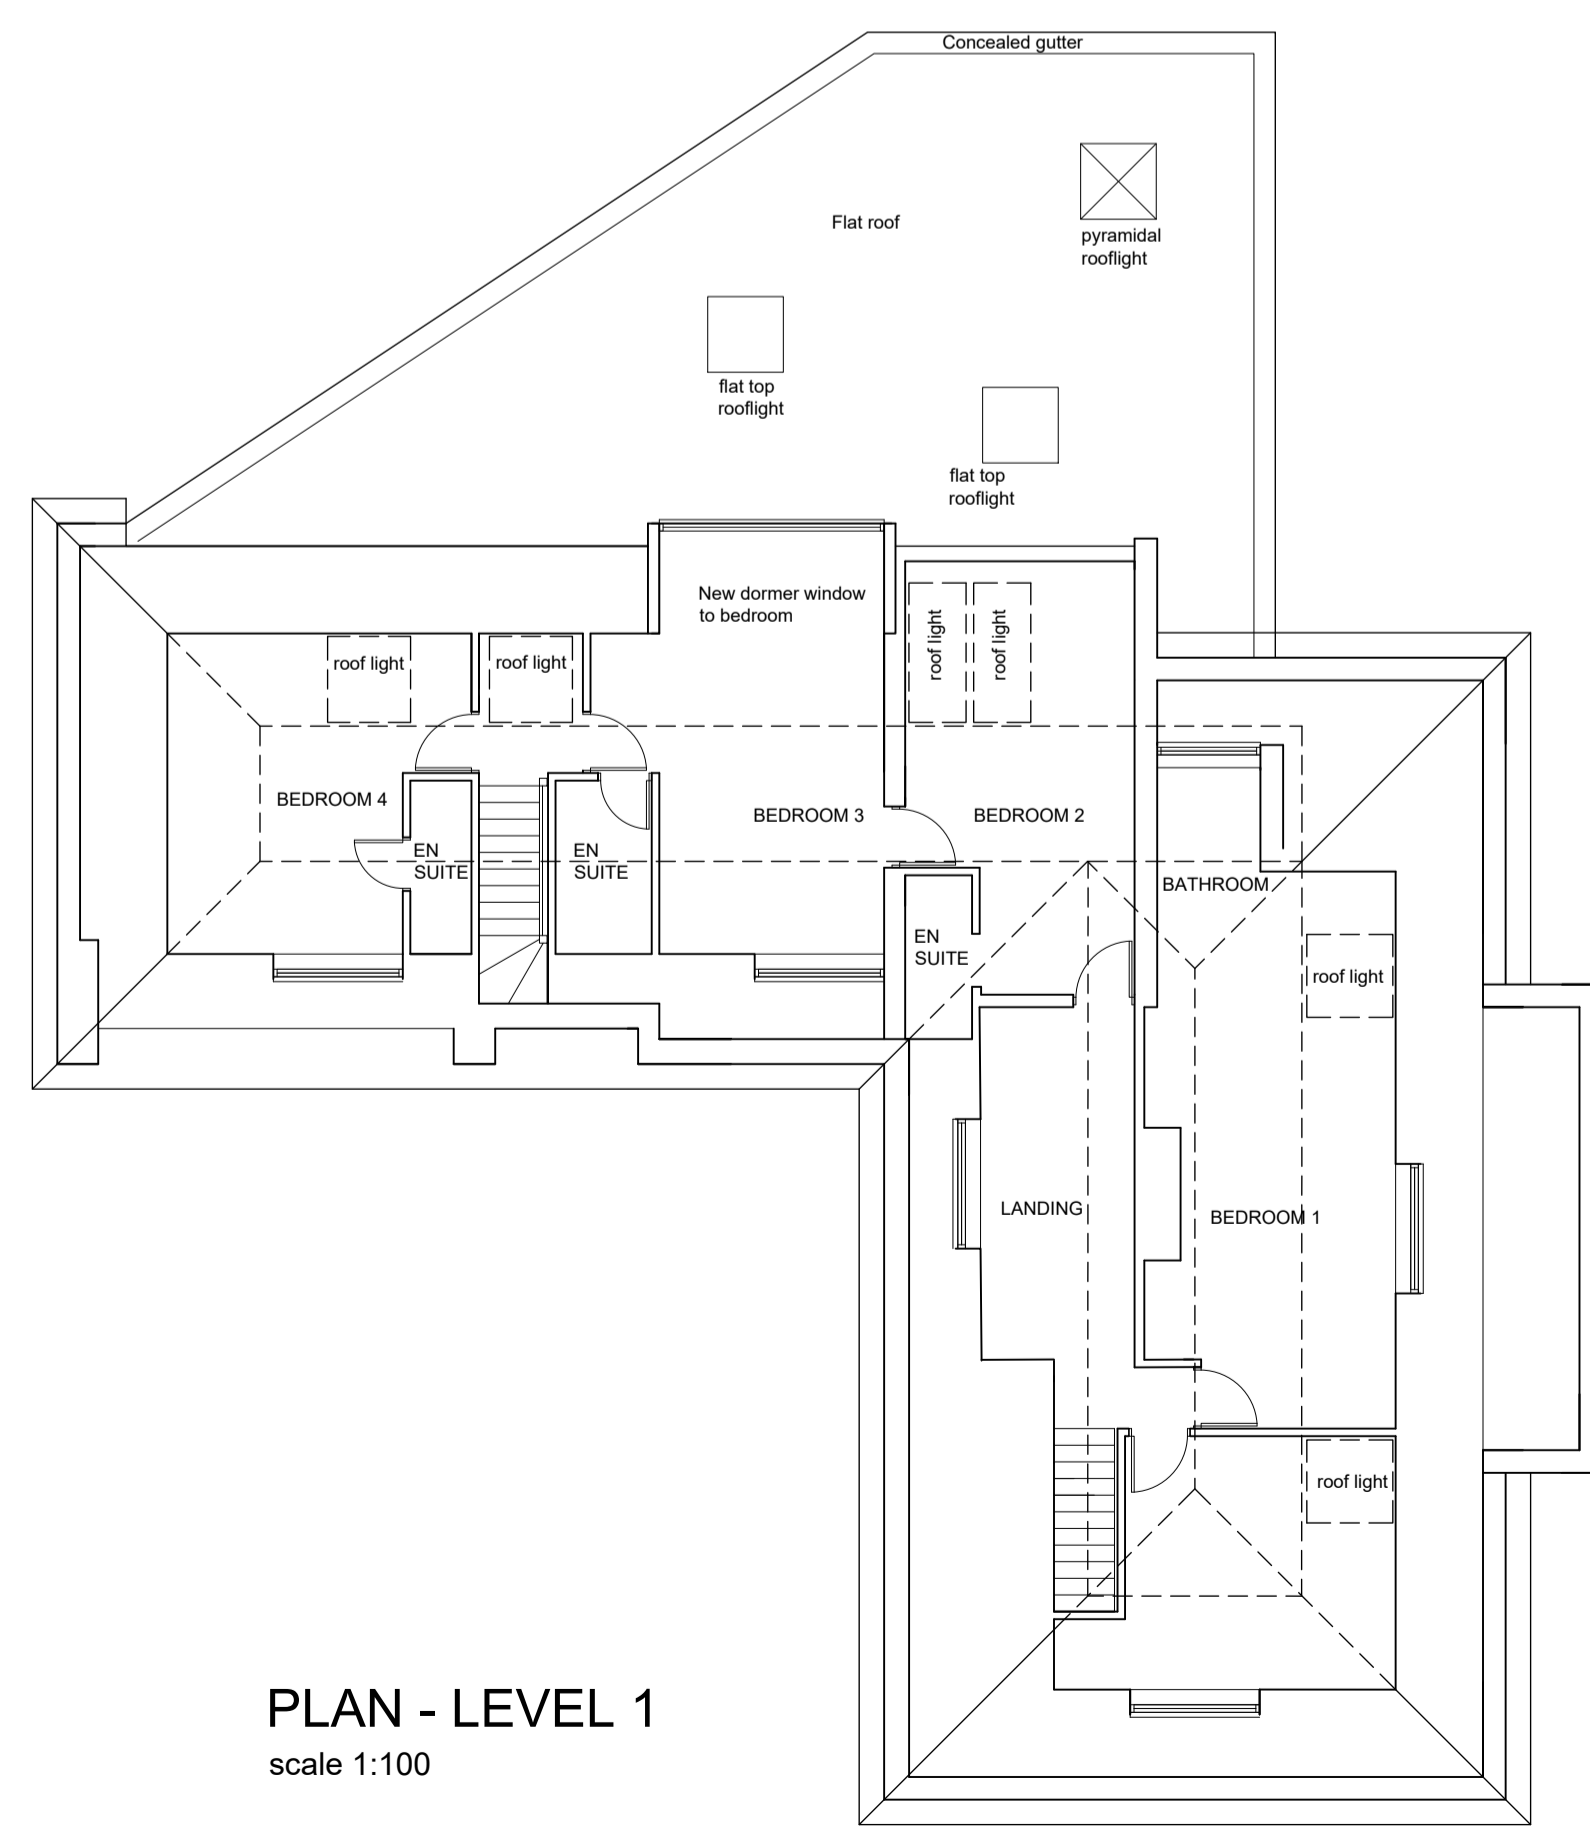 Concealed gutter
Flat roof
pyramidal
rooflight
flat top
rooflight
flat top
rooflight
New dormer window
to bedroom
roof light
roof light
roof light
roof light
BEDROOM 4
BEDROOM 3
BEDROOM 2
EN
SUITE
EN
SUITE
BATHROOM
EN
SUITE
roof light
LANDING
BEDROOM 1
roof light
PLAN - LEVEL 1
scale 1:100